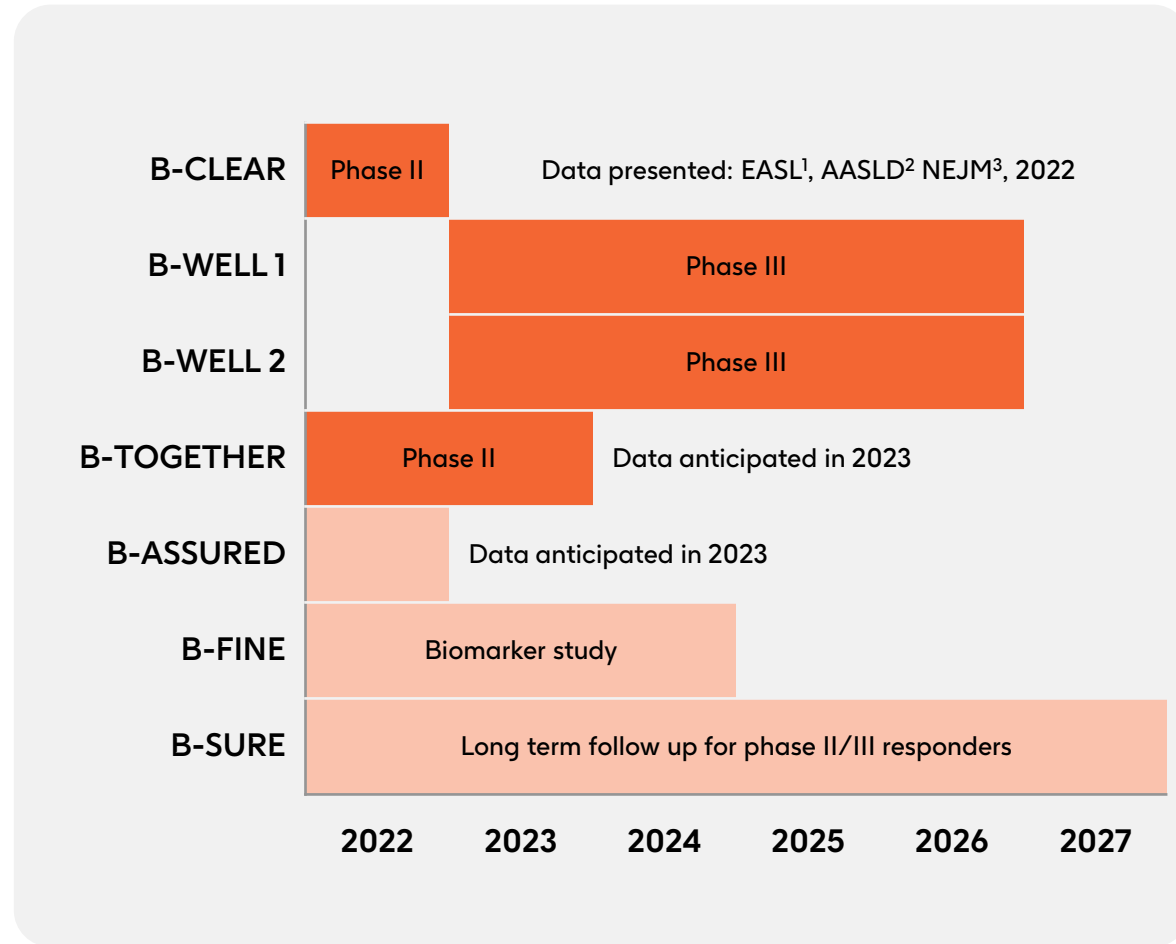 B-CLEAR
Phase II
Data presented: EASL¹, AASLD² NEJM³, 2022
B-WELL 1
Phase III
B-WELL 2
Phase III
B-TOGETHER
Phase II
Data anticipated in 2023
B-ASSURED
Data anticipated in 2023
B-FINE
Biomarker study
B-SURE
Long term follow up for phase II/III responders
2022 2023 2024 2025 2026 2027